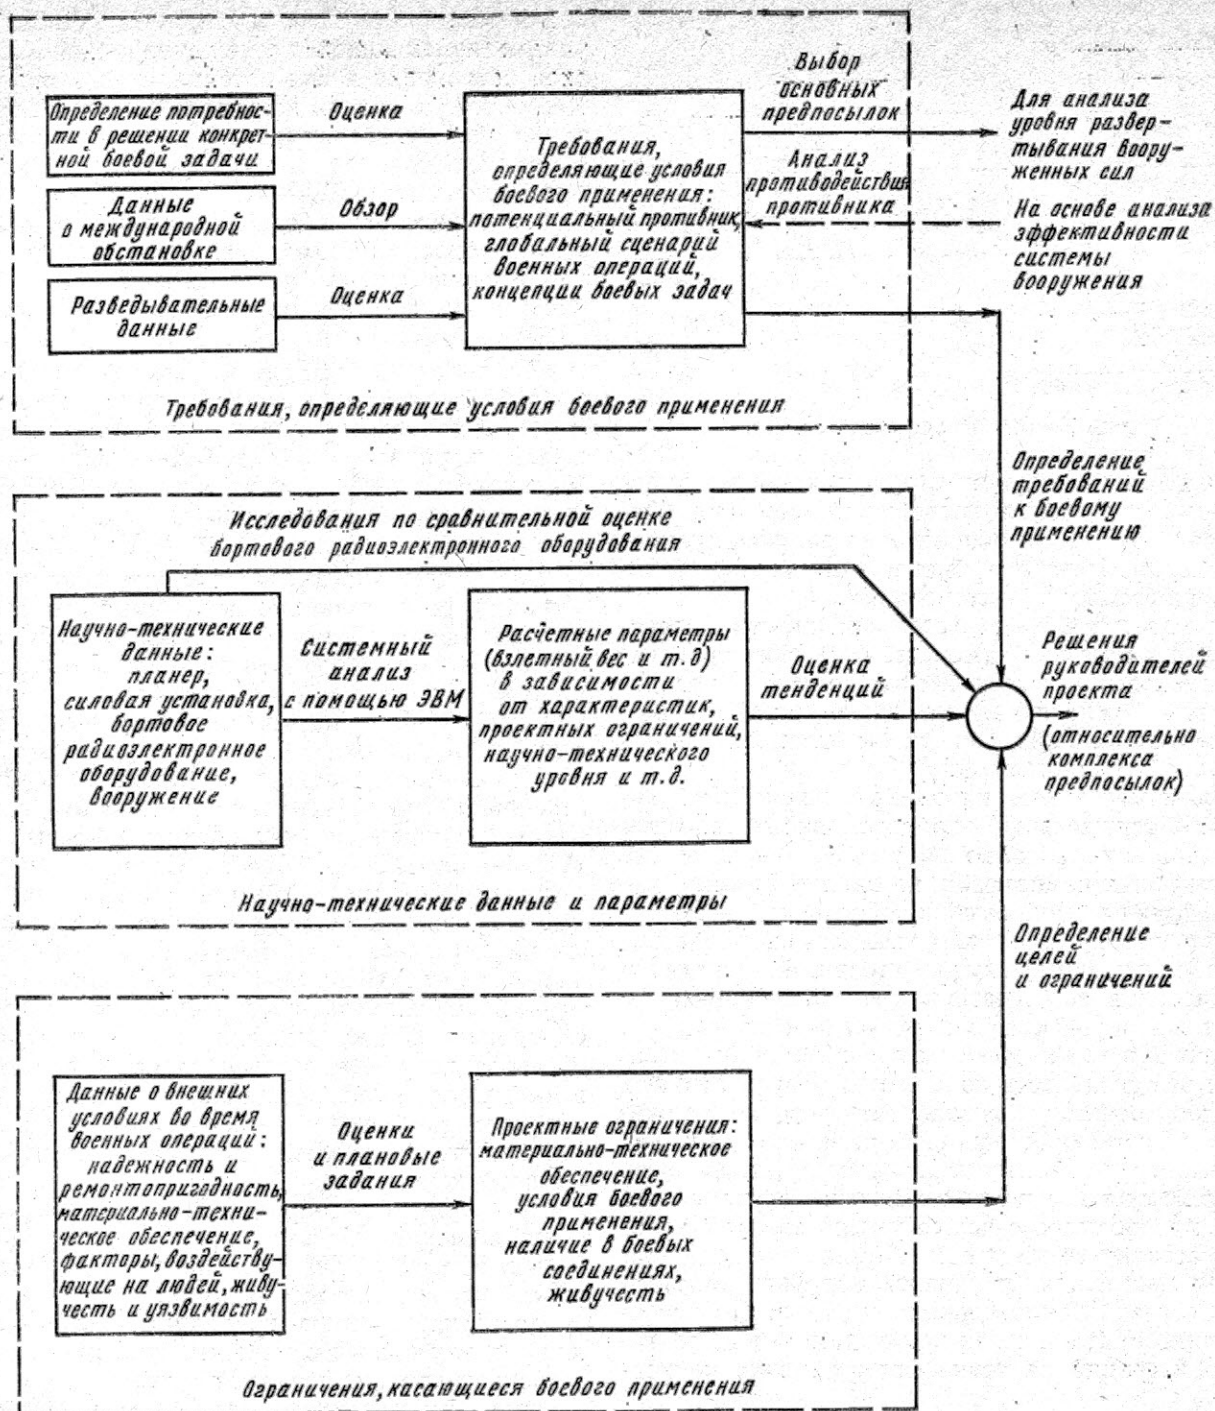 Определение потребнос-
ти в решении конкрет-
ной боевой задачи
Оценка
Данные
о международной
обстановке
Обзор
Разведывательные
данные
Оценка
Требования,
определяющие условия
боевого применения:
потенциальный противник,
глобальный сценарий
военных операций,
концепции боевых задач
Выбор
основных
предпосылок
Анализ
противодействия
противника
Для анализа
уровня развер-
тывания воору-
женных сил
На основе анализа
эффективности
системы
вооружения
Требования, определяющие условия боевого применения
Определение
требований
к боевому
применению
Исследования по сравнительной оценке
бортового радиоэлектронного оборудования
Научно-технические
данные:
планер,
силовая установка,
бортовое
радиоэлектронное
оборудование,
вооружение
Системный
анализ
с помощью ЭВМ
Расчетные параметры
(взлетный вес и т.д)
в зависимости
от характеристик,
проектных ограничений,
научно-технического
уровня и т.д.
Оценка
тенденций
Решения
руководителей
проекта
(относительно
комплекса
предпосылок)
Научно-технические данные и параметры
Определение
целей
и ограничений
Данные о внешних
условиях во время
военных операций:
надежность и
ремонтопригодность,
материально-техни-
ческое обеспечение,
факторы, воздейству-
ющие на людей, живу-
честь и уязвимость
Оценки
и плановые
задания
Проектные ограничения:
материально-техническое
обеспечение,
условия боевого
применения,
наличие в боевых
соединениях,
живучесть
Ограничения, касающиеся боевого применения